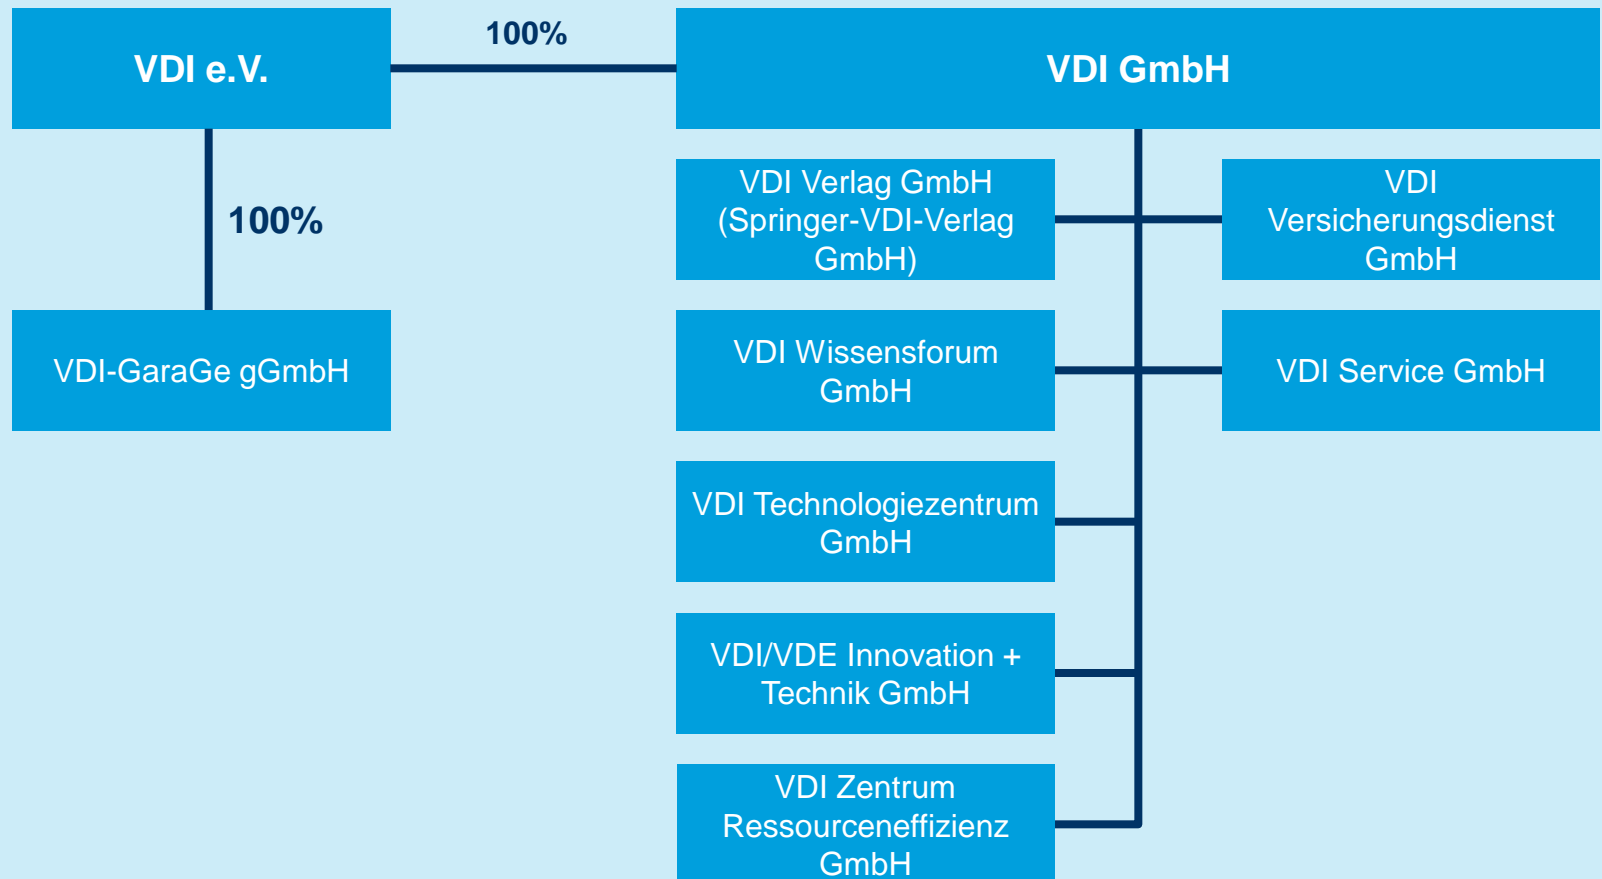 VDI e.V.
100%
VDI GmbH
100%
VDI-GaraGe gGmbH
VDI Verlag GmbH
(Springer-VDI-Verlag
GmbH)
VDI
Versicherungsdienst
GmbH
VDI Wissensforum
GmbH
VDI Service GmbH
VDI Technologiezentrum
GmbH
VDI/VDE Innovation +
Technik GmbH
VDI Zentrum
Ressourceneffizienz
GmbH